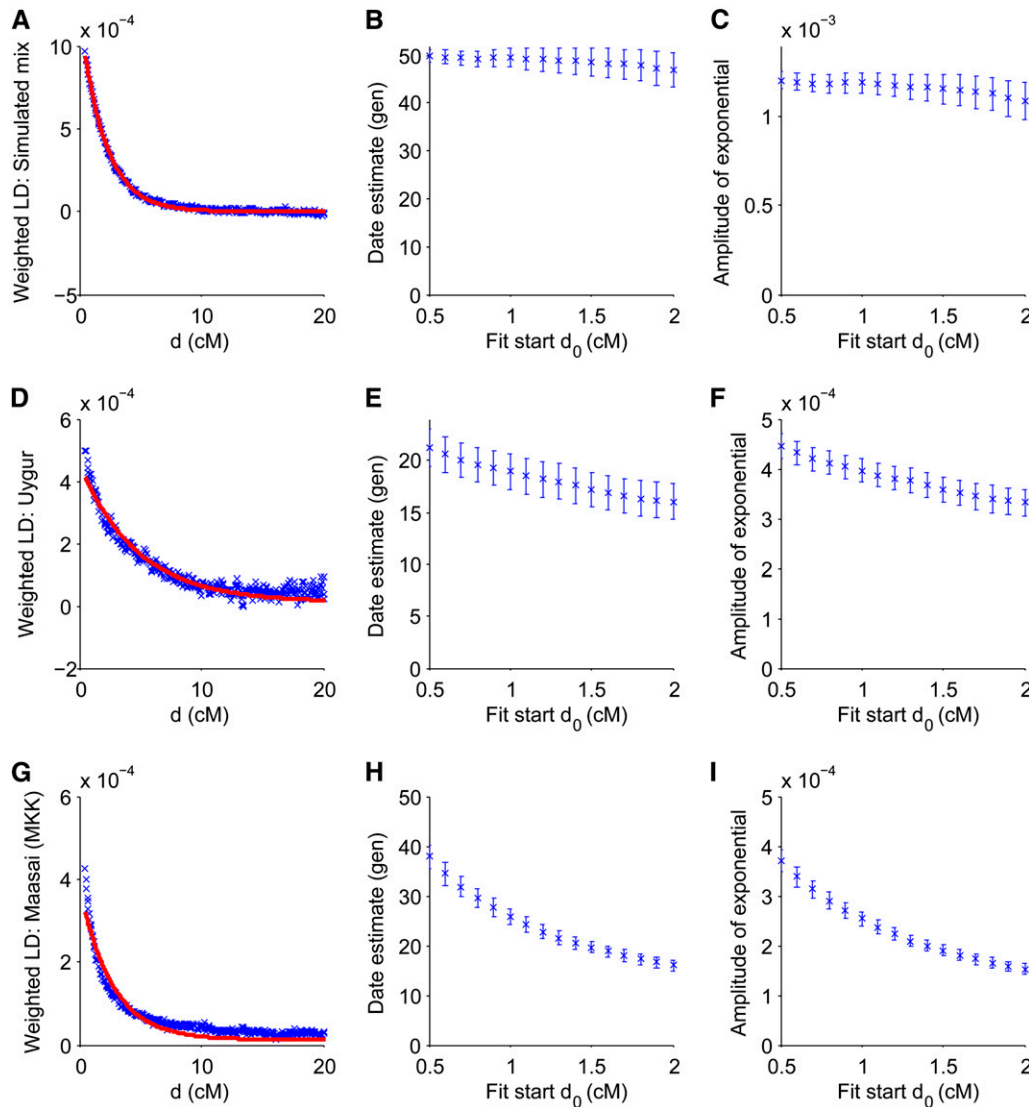 A
x 10⁻⁴
10
5
0
−5
0
10
20
Weighted LD: Simulated mix
d (cM)
B
50
40
30
20
10
0
0.5
1
1.5
2
Date estimate (gen)
Fit start d₀ (cM)
C
x 10⁻³
1
0.5
1
0.5
1
1.5
2
Amplitude of exponential
Fit start d₀ (cM)
D
x 10⁻⁴
6
4
2
0
−2
0
10
20
Weighted LD: Uygur
d (cM)
E
20
15
10
5
0
0.5
1
1.5
2
Date estimate (gen)
Fit start d₀ (cM)
F
x 10⁻⁴
5
4
3
2
1
0
0.5
1
1.5
2
Amplitude of exponential
Fit start d₀ (cM)
G
x 10⁻⁴
6
4
2
0
0
10
20
Weighted LD: Maasai (MKK)
d (cM)
H
50
40
30
20
10
0
0.5
1
1.5
2
Date estimate (gen)
Fit start d₀ (cM)
I
x 10⁻⁴
5
4
3
2
1
0
0.5
1
1.5
2
Amplitude of exponential
Fit start d₀ (cM)